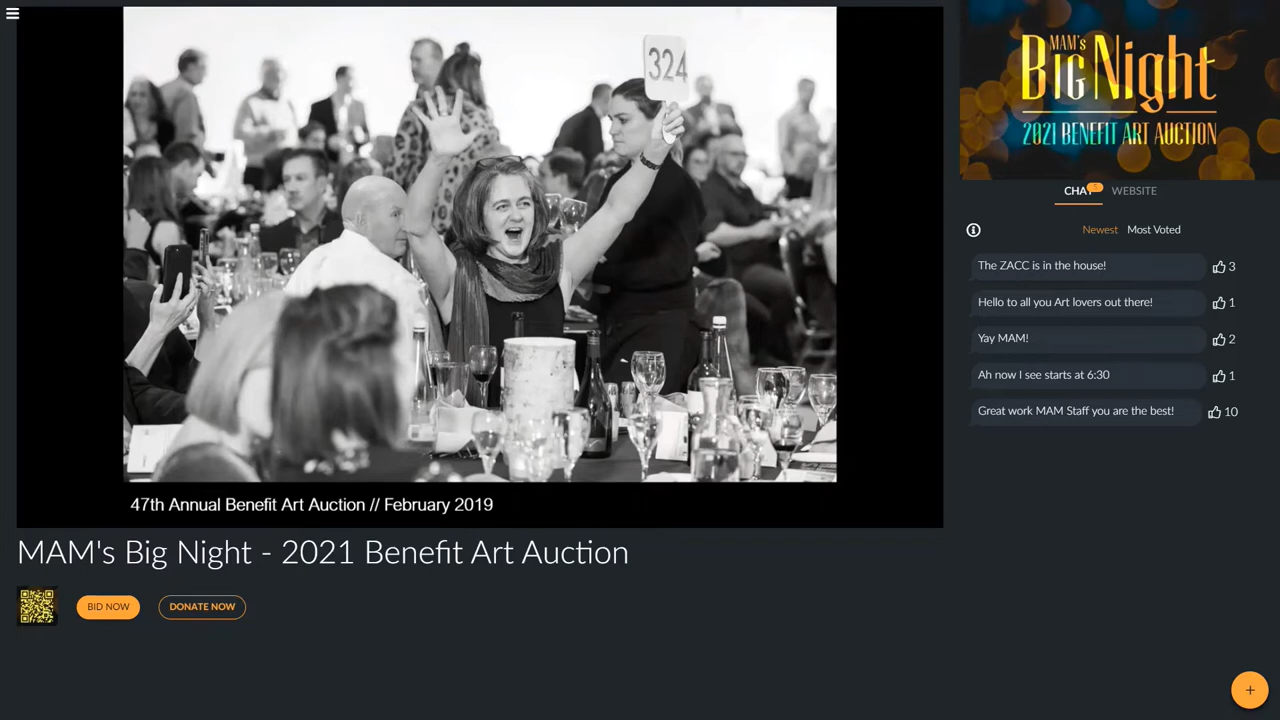 324
47th Annual Benefit Art Auction // February 2019
MAM's Big Night - 2021 Benefit Art Auction
BID NOW
DONATE NOW
MAM's
Big Night
2021 BENEFIT ART AUCTION
CHAT 5
WEBSITE
Newest Most Voted
The ZACC is in the house! 3
Hello to all you Art lovers out there! 1
Yay MAM! 2
Ah now I see starts at 6:30 1
Great work MAM Staff you are the best! 10
+